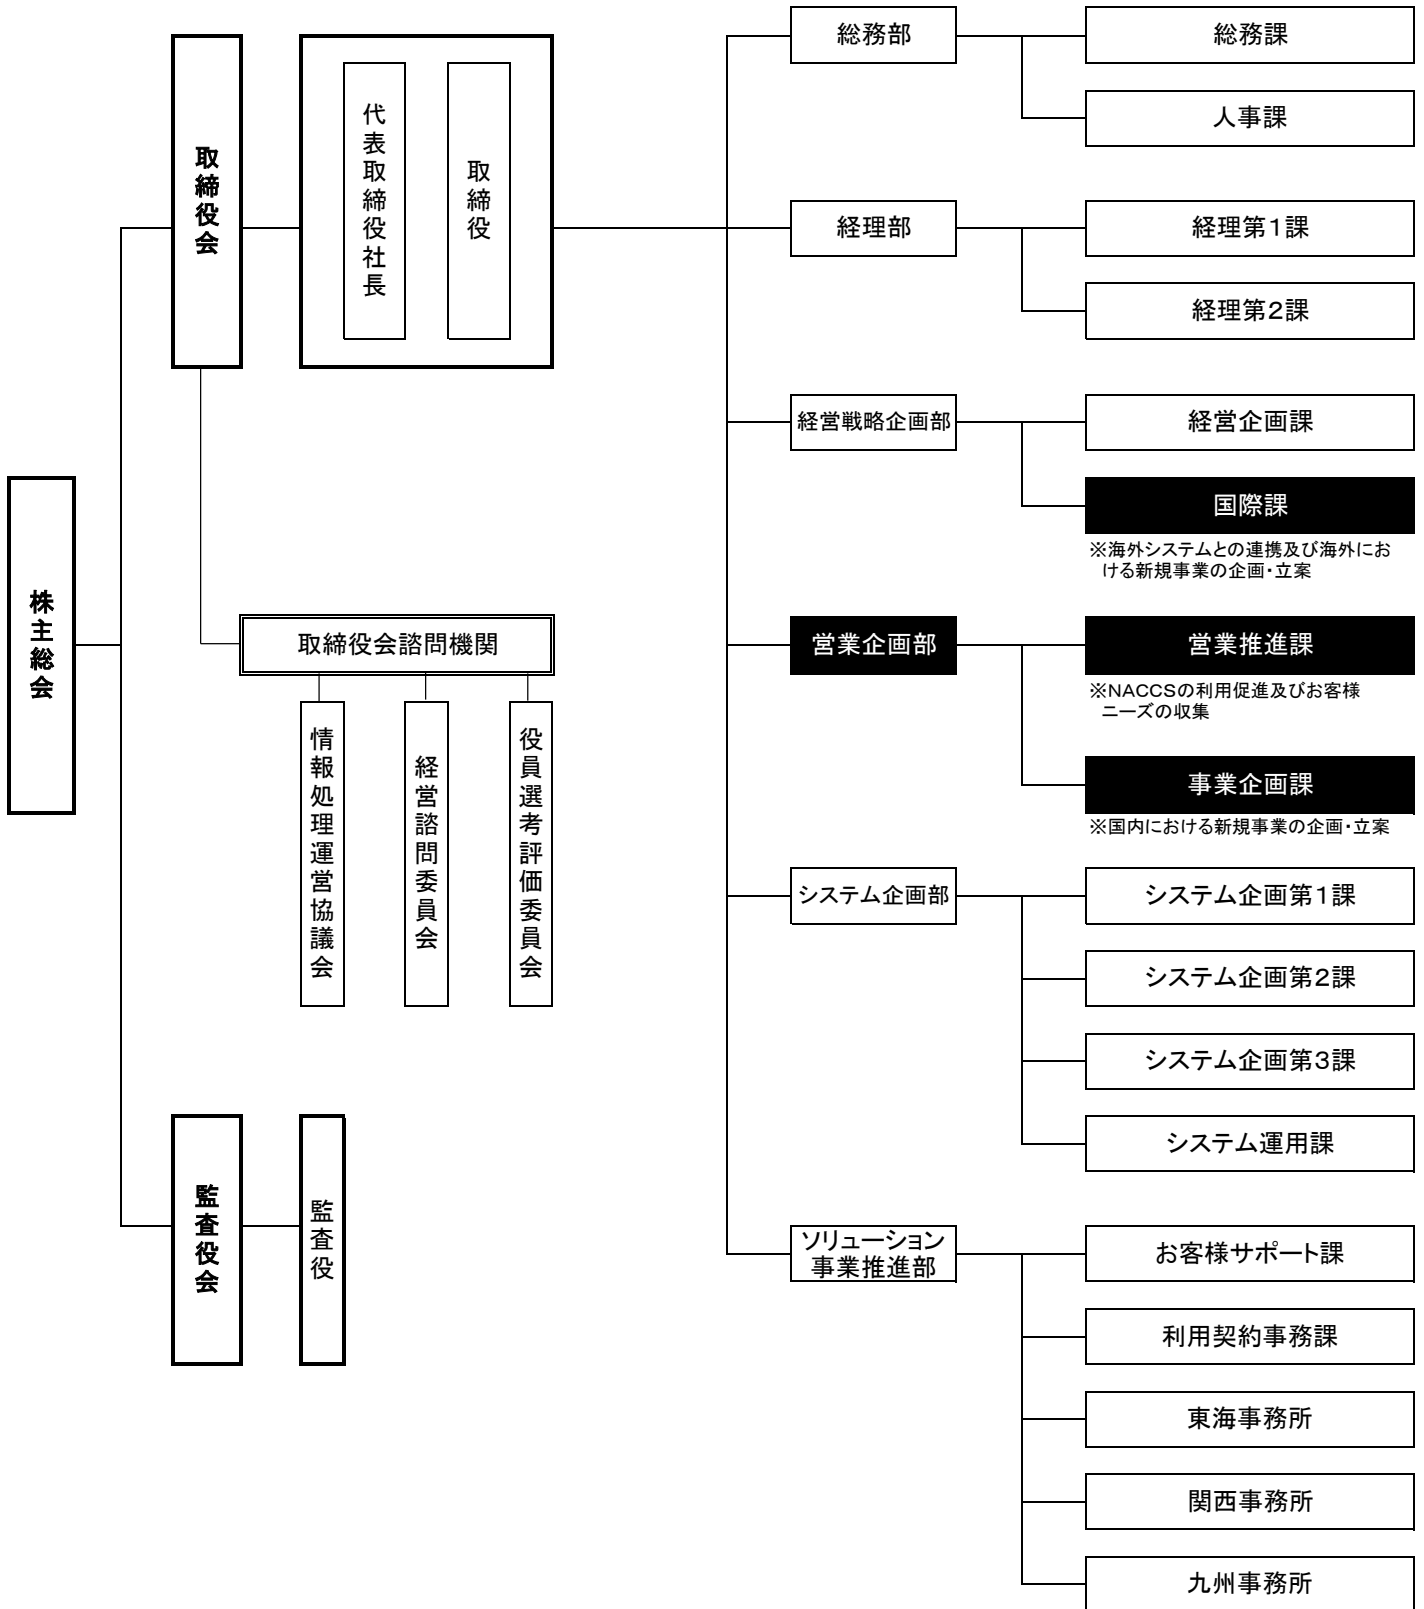 株主総会
取締役会
代表取締役社長
取締役
取締役会諮問機関
情報処理運営協議会
経営諮問委員会
役員選考評価委員会
監査役会
監査役
総務部
総務課
人事課
経理部
経理第1課
経理第2課
経営戦略企画部
経営企画課
国際課
※海外システムとの連携及び海外にお
ける新規事業の企画・立案
営業企画部
営業推進課
※NACCSの利用促進及びお客様
ニーズの収集
事業企画課
※国内における新規事業の企画・立案
システム企画部
システム企画第1課
システム企画第2課
システム企画第3課
システム運用課
ソリューション
事業推進部
お客様サポート課
利用契約事務課
東海事務所
関西事務所
九州事務所